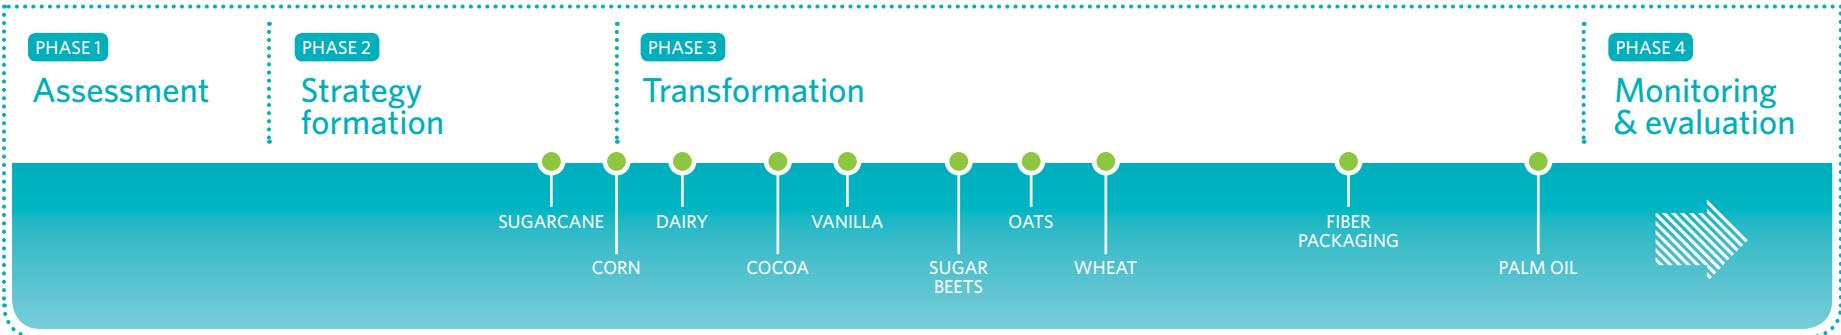 PHASE 1
Assessment
PHASE 2
Strategy
formation
PHASE 3
Transformation
PHASE 4
Monitoring
& evaluation
SUGARCANE
CORN
DAIRY
COCOA
VANILLA
SUGAR
BEETS
OATS
WHEAT
FIBER
PACKAGING
PALM OIL